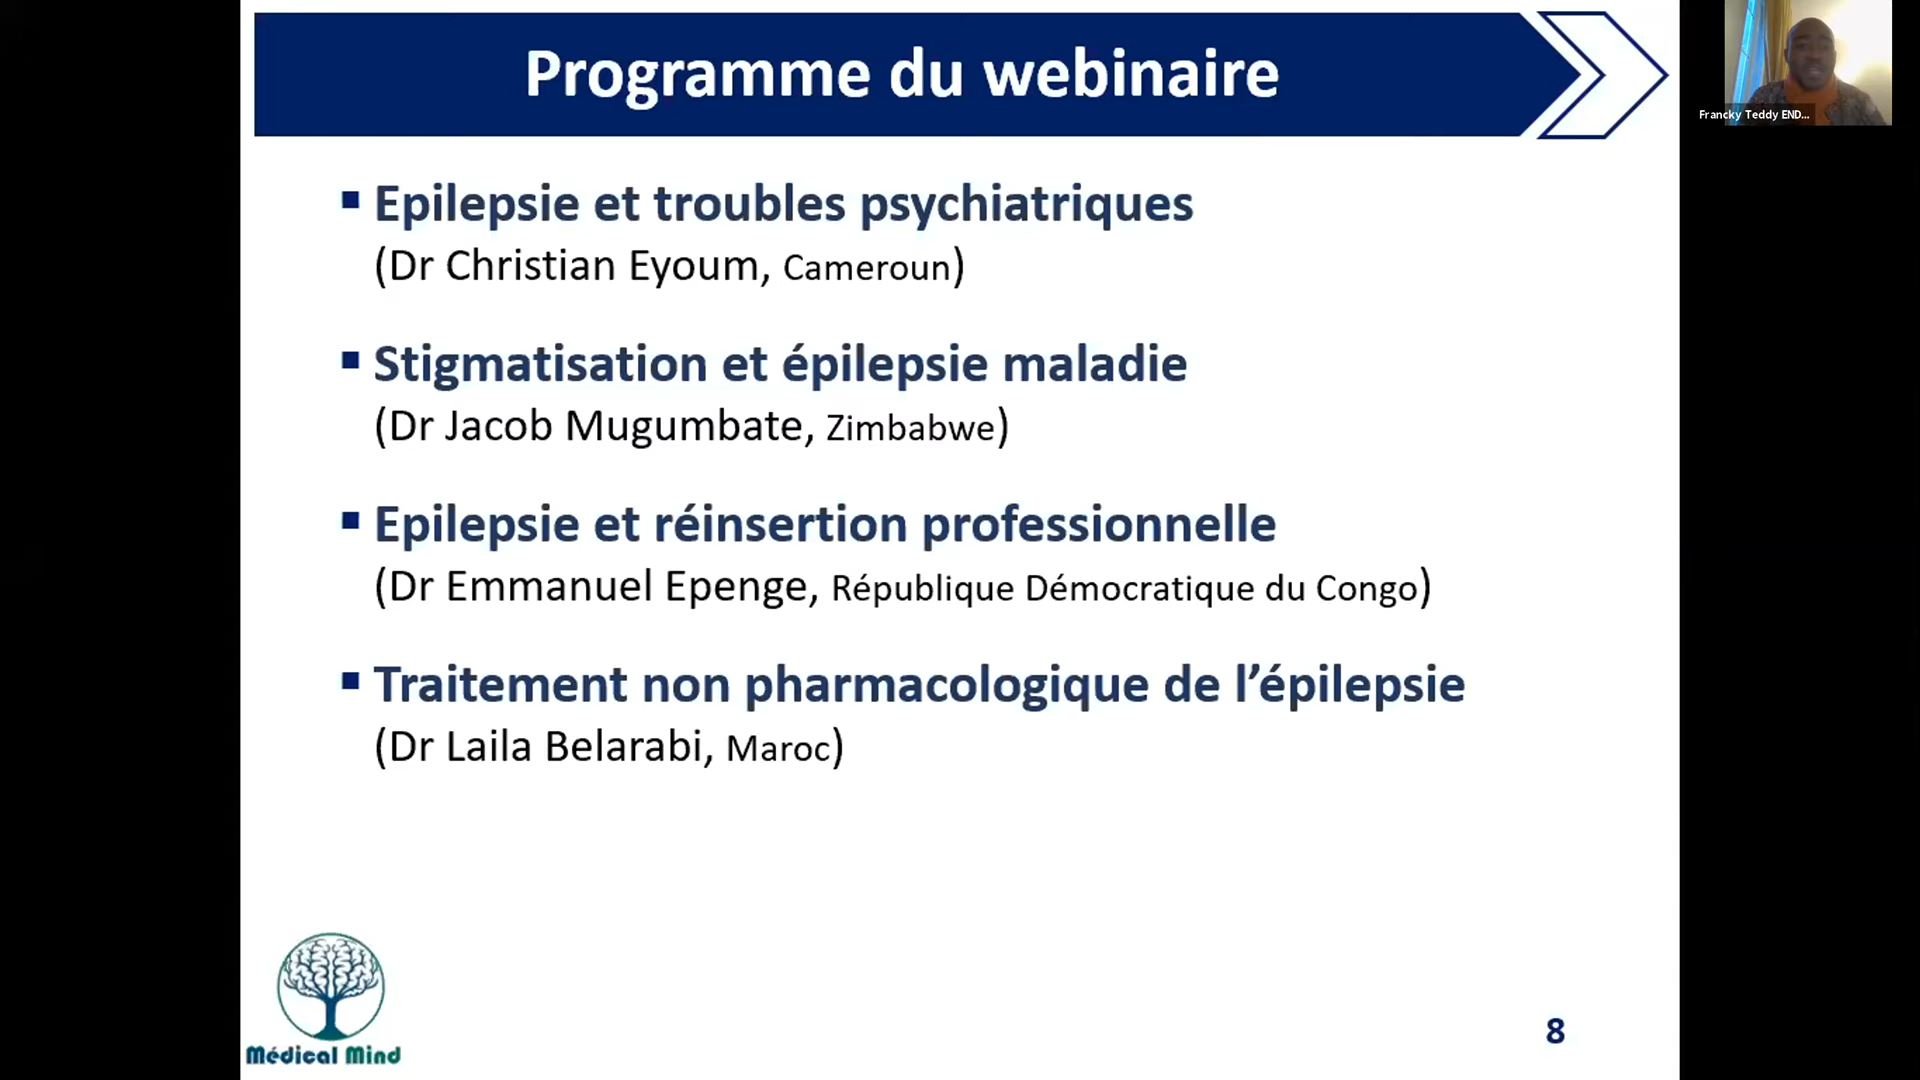 Programme du webinaire
Francky Teddy END...
▪ Epilepsie et troubles psychiatriques
(Dr Christian Eyoum, Cameroun)
▪ Stigmatisation et épilepsie maladie
(Dr Jacob Mugumbate, Zimbabwe)
▪ Epilepsie et réinsertion professionnelle
(Dr Emmanuel Epenge, République Démocratique du Congo)
▪ Traitement non pharmacologique de l’épilepsie
(Dr Laila Belarabi, Maroc)
Médical Mind
8